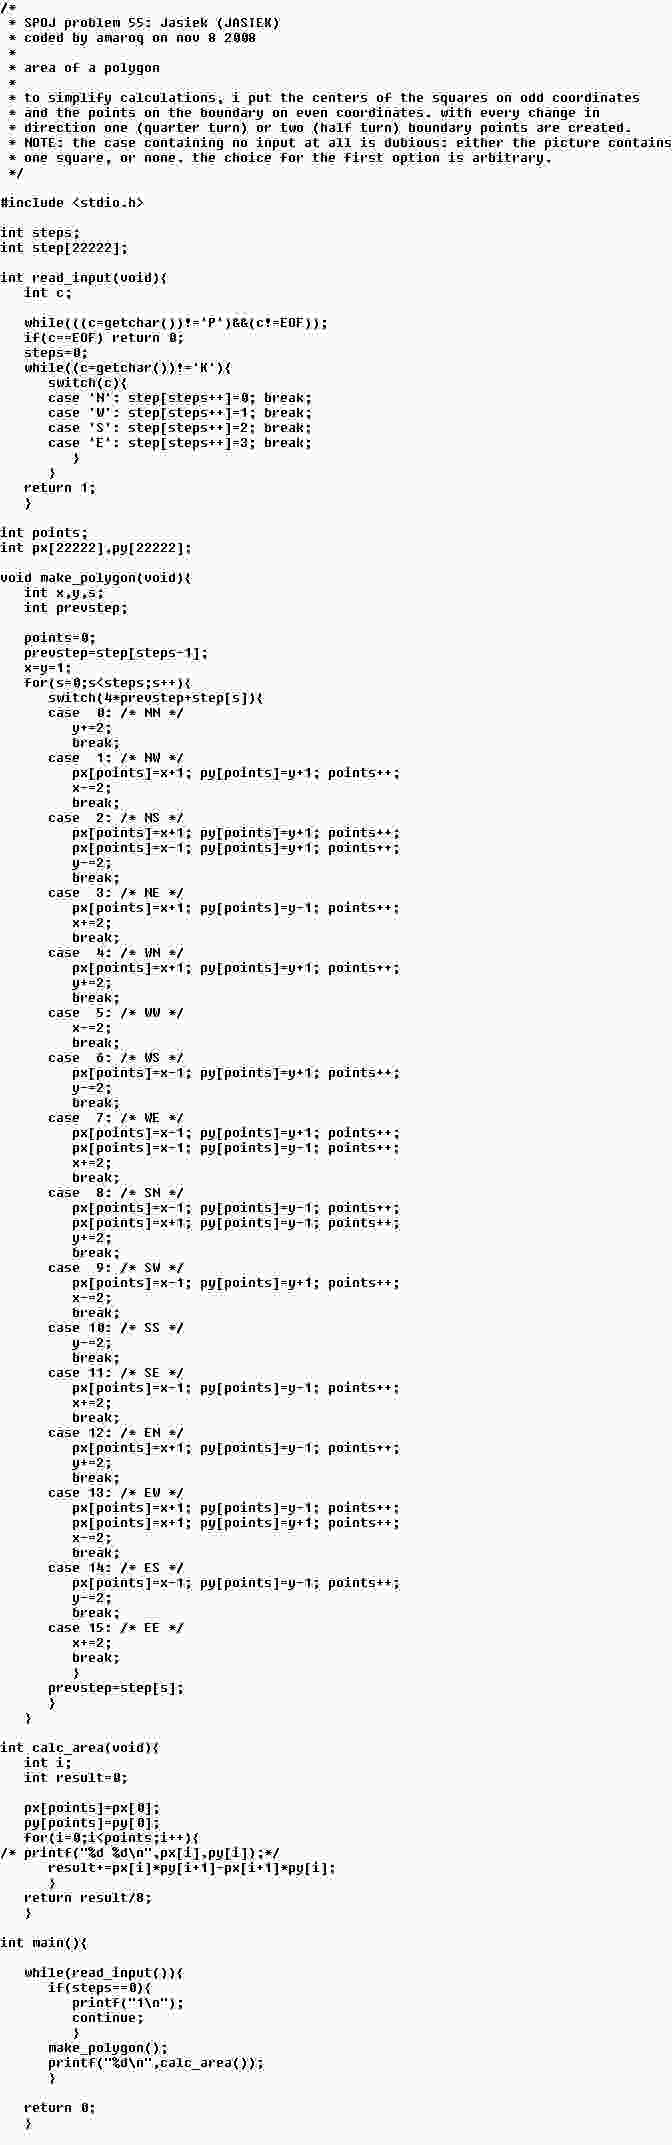 /*
 * SPOJ problem 55: Jasiek (JASIEK)
 * coded by amaroq on nov 8 2008
 *
 * area of a polygon
 *
 * to simplify calculations, i put the centers of the squares on odd coordinates
 * and the points on the boundary on even coordinates. with every change in
 * direction one (quarter turn) or two (half turn) boundary points are created.
 * NOTE: the case containing no input at all is dubious: either the picture contains
 * one square, or none. the choice for the first option is arbitrary.
 */

#include <stdio.h>

int steps;
int step[22222];

int read_input(void){
   int c;

   while(((c=getchar())!='P')&&(c!=EOF));
   if(c==EOF) return 0;
   steps=0;
   while((c=getchar())!='K'){
      switch(c){
      case 'N': step[steps++]=0; break;
      case 'W': step[steps++]=1; break;
      case 'S': step[steps++]=2; break;
      case 'E': step[steps++]=3; break;
         }
      }
   return 1;
   }

int points;
int px[22222],py[22222];

void make_polygon(void){
   int x,y,s;
   int prevstep;

   points=0;
   prevstep=step[steps-1];
   x=y=1;
   for(s=0;s<steps;s++){
      switch(4*prevstep+step[s]){
      case  0: /* NN */
         y+=2;
         break;
      case  1: /* NW */
         px[points]=x+1; py[points]=y+1; points++;
         x-=2;
         break;
      case  2: /* NS */
         px[points]=x+1; py[points]=y+1; points++;
         px[points]=x-1; py[points]=y+1; points++;
         y-=2;
         break;
      case  3: /* NE */
         px[points]=x+1; py[points]=y-1; points++;
         x+=2;
         break;
      case  4: /* WN */
         px[points]=x+1; py[points]=y+1; points++;
         y+=2;
         break;
      case  5: /* WW */
         x-=2;
         break;
      case  6: /* WS */
         px[points]=x-1; py[points]=y+1; points++;
         y-=2;
         break;
      case  7: /* WE */
         px[points]=x-1; py[points]=y+1; points++;
         px[points]=x-1; py[points]=y-1; points++;
         x+=2;
         break;
      case  8: /* SN */
         px[points]=x-1; py[points]=y-1; points++;
         px[points]=x+1; py[points]=y-1; points++;
         y+=2;
         break;
      case  9: /* SW */
         px[points]=x-1; py[points]=y+1; points++;
         x-=2;
         break;
      case 10: /* SS */
         y-=2;
         break;
      case 11: /* SE */
         px[points]=x-1; py[points]=y-1; points++;
         x+=2;
         break;
      case 12: /* EN */
         px[points]=x+1; py[points]=y-1; points++;
         y+=2;
         break;
      case 13: /* EW */
         px[points]=x+1; py[points]=y-1; points++;
         px[points]=x+1; py[points]=y+1; points++;
         x-=2;
         break;
      case 14: /* ES */
         px[points]=x-1; py[points]=y-1; points++;
         y-=2;
         break;
      case 15: /* EE */
         x+=2;
         break;
         }
      prevstep=step[s];
      }
   }

int calc_area(void){
   int i;
   int result=0;

   px[points]=px[0];
   py[points]=py[0];
   for(i=0;i<points;i++){
/* printf("%d %d\n",px[i],py[i]);*/
      result+=px[i]*py[i+1]-px[i+1]*py[i];
      }
   return result/8;
   }

int main(){

   while(read_input()){
      if(steps==0){
         printf("1\n");
         continue;
         }
      make_polygon();
      printf("%d\n",calc_area());
      }

   return 0;
   }